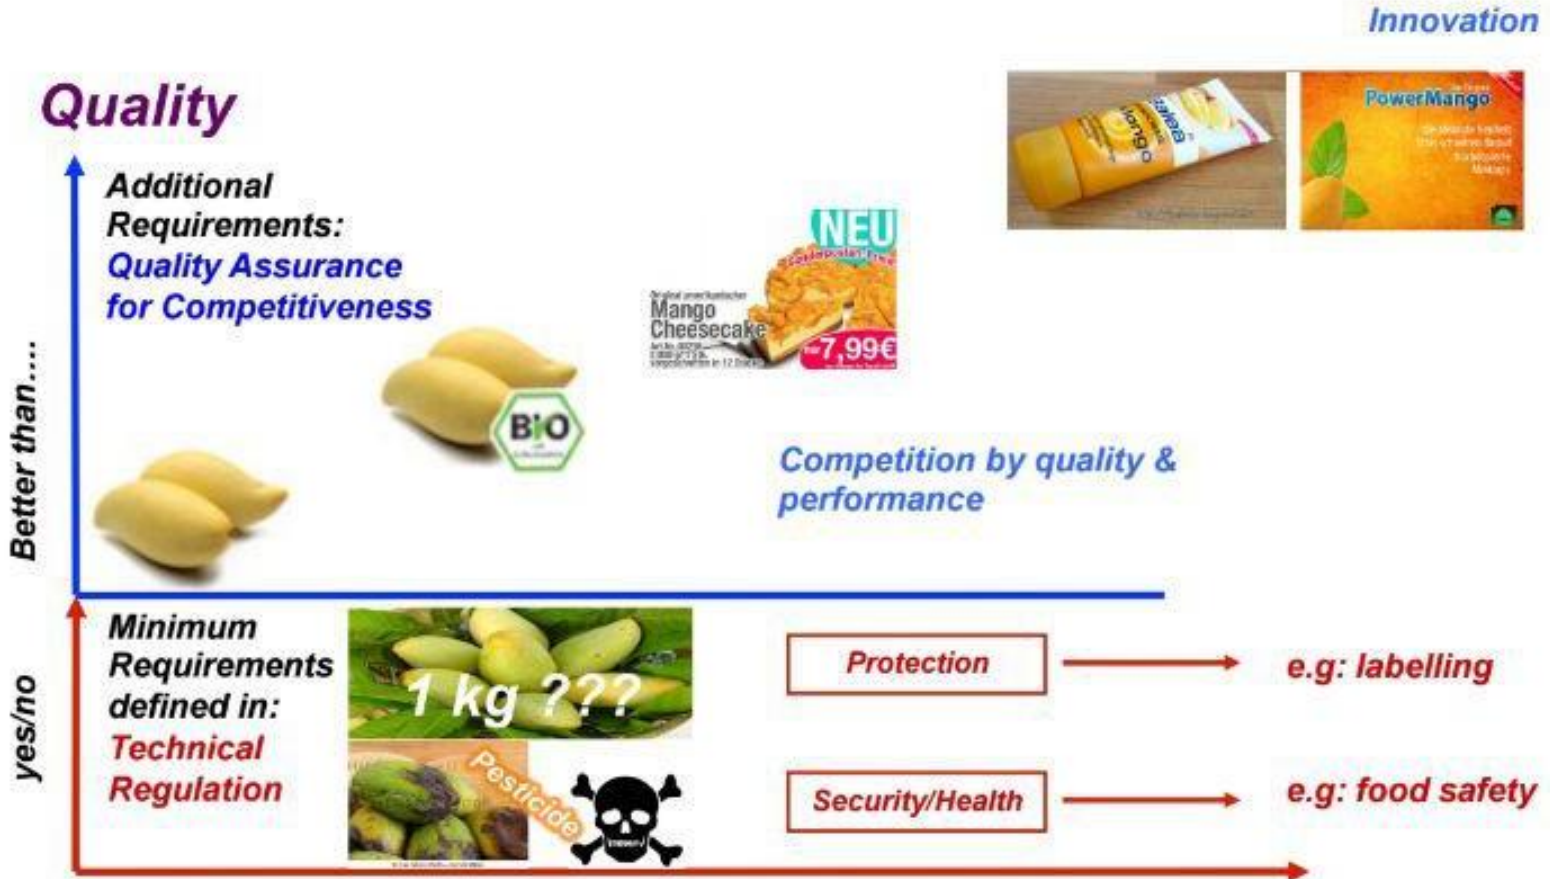 Innovation
Quality
PowerMango
Additional
Requirements:
Quality Assurance
for Competitiveness
NEU
Mango
Cheesecake
7,99€
BiO
Better than....
Competition by quality &
performance
Minimum
Requirements
defined in:
Technical
Regulation
yes/no
1 kg ???
Pesticide
Protection
e.g: labelling
Security/Health
e.g: food safety